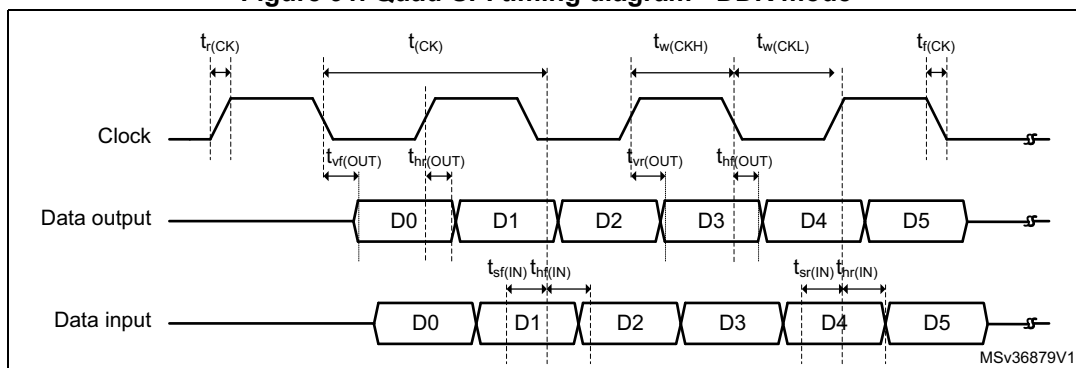 Figure Quad-SPI timing diagram - DDR mode
tr(CK) t(CK) tw(CKH) tw(CKL) tf(CK)
Clock
tvf(OUT) thr(OUT) tvr(OUT) thf(OUT)
Data output D0 D1 D2 D3 D4 D5
tsf(IN) thf(IN) tsr(IN) thr(IN)
Data input D0 D1 D2 D3 D4 D5
MSv36879V1